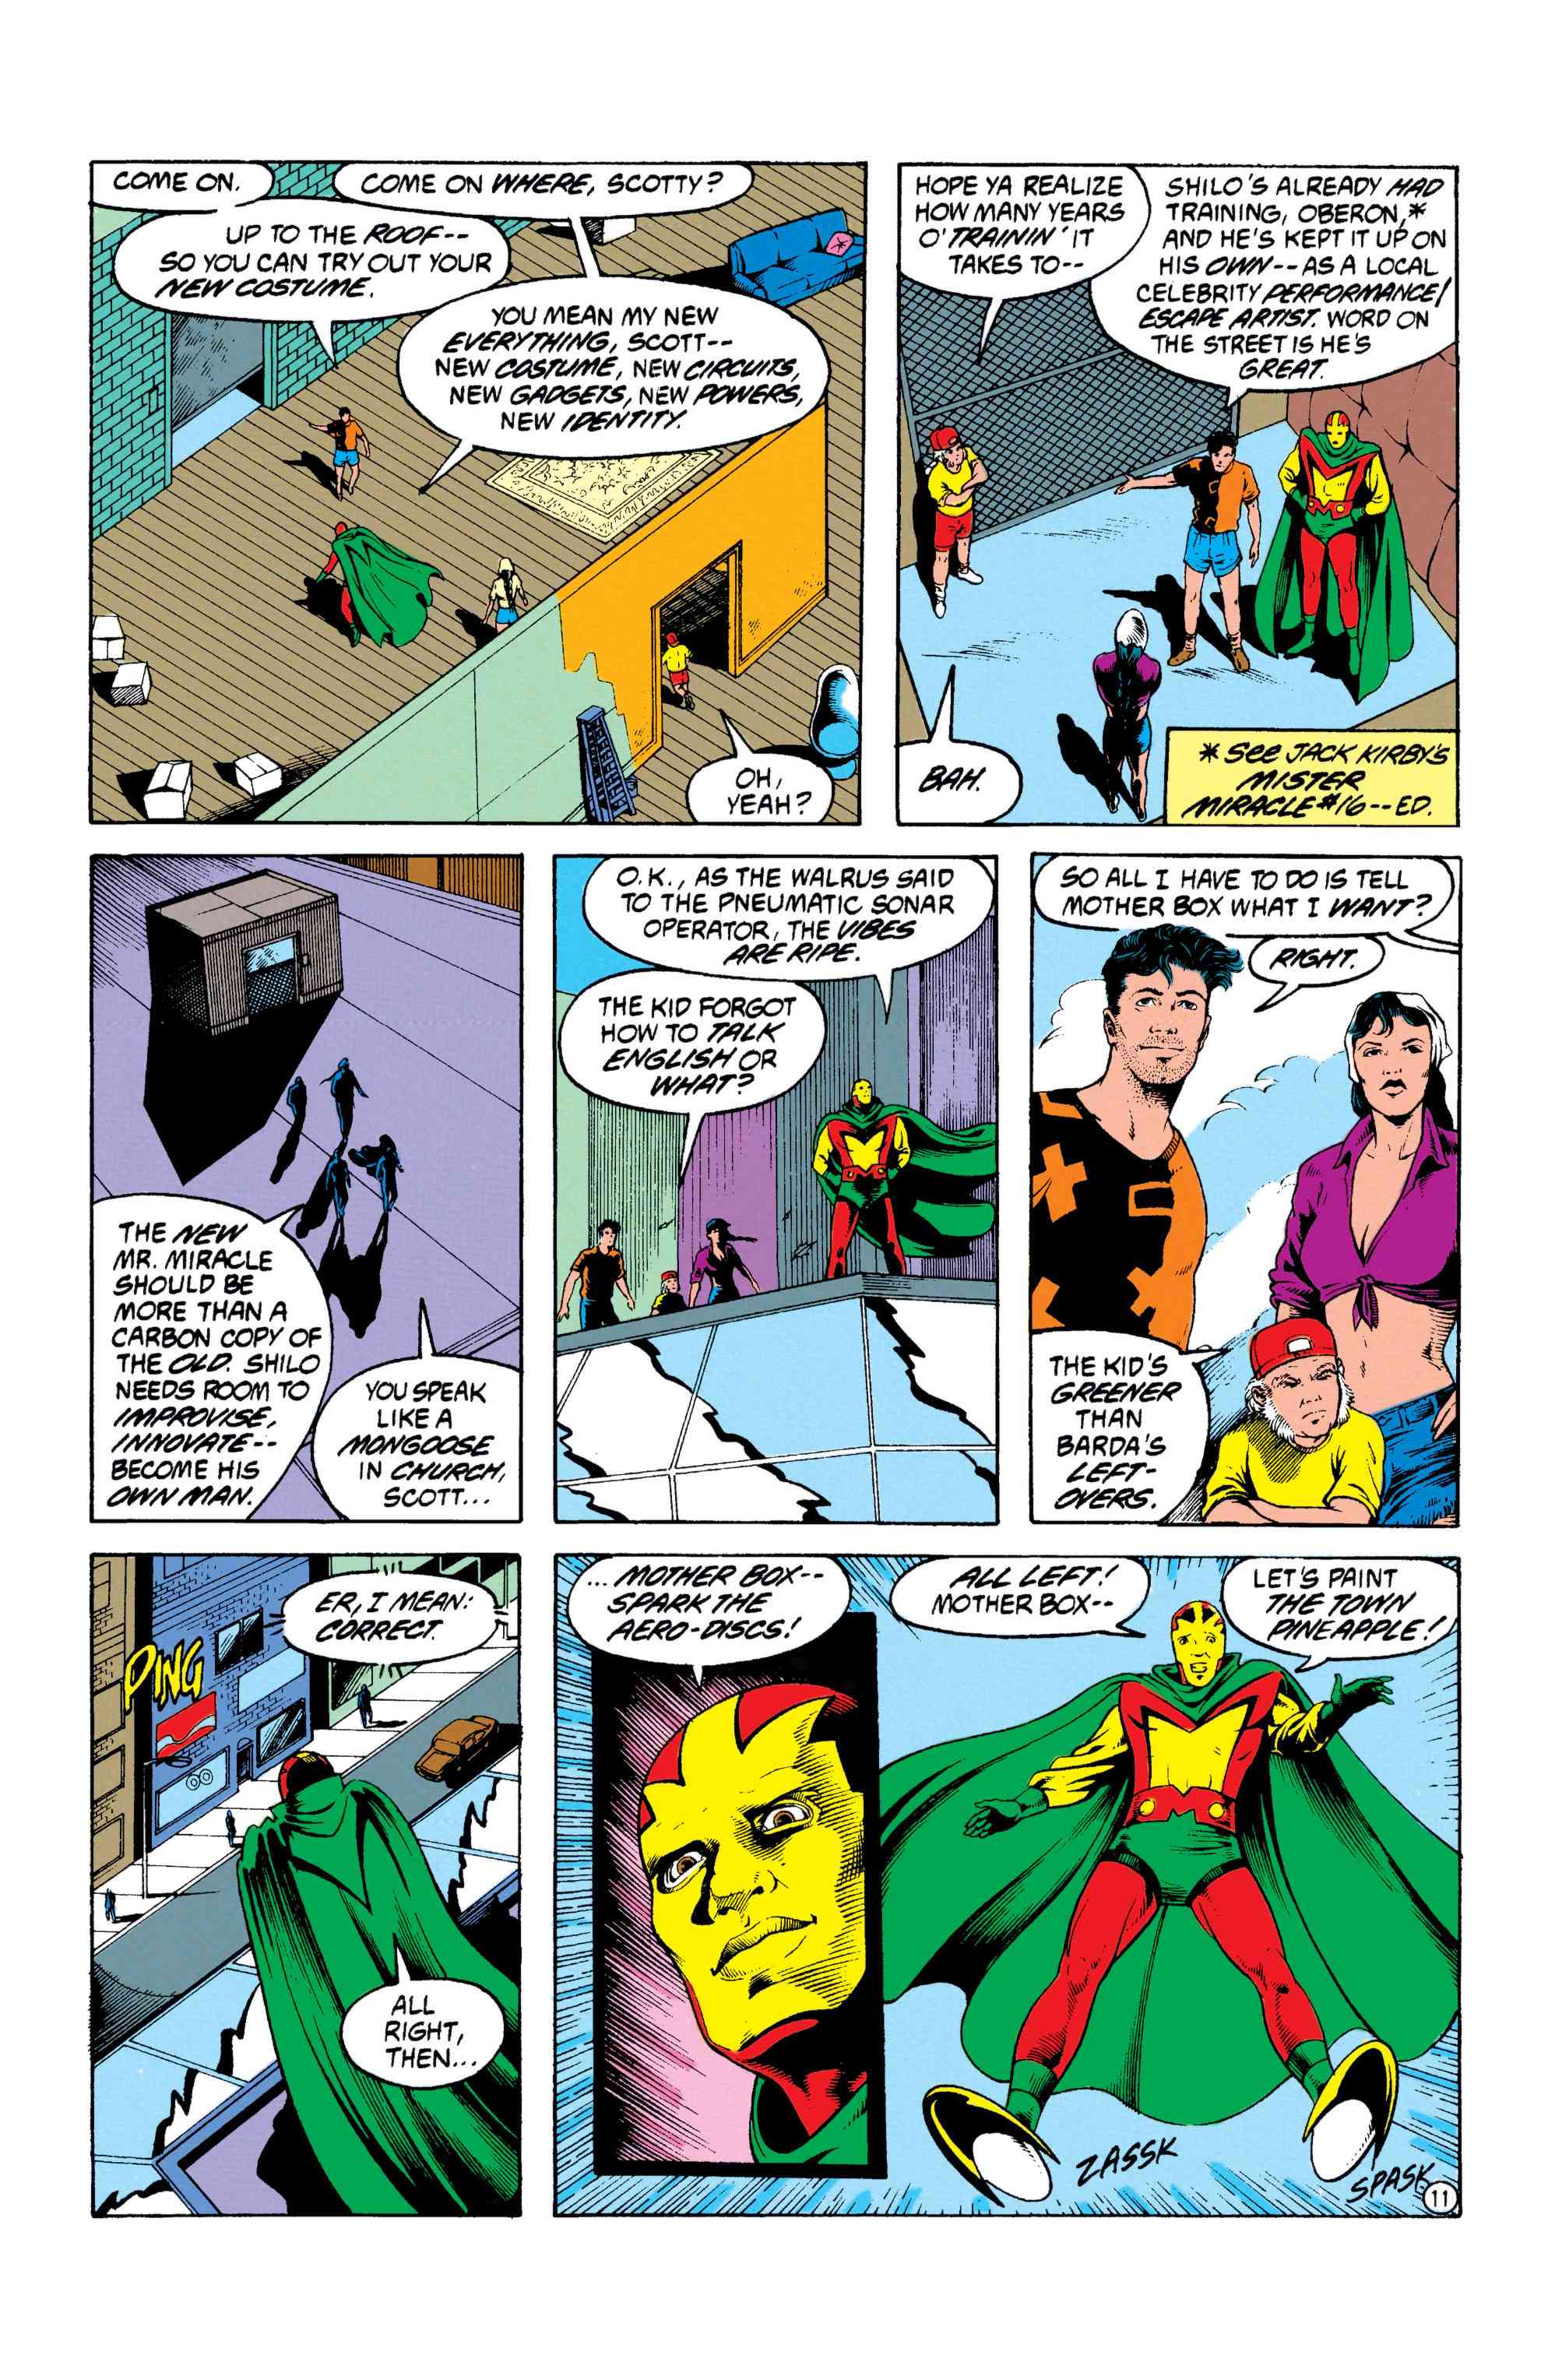 COME ON.
COME ON WHERE, SCOTTY?
UP TO THE ROOF--
SO YOU CAN TRY OUT YOUR
NEW COSTUME.
YOU MEAN MY NEW
EVERYTHING, SCOTT--
NEW COSTUME, NEW CIRCUITS,
NEW GADGETS, NEW POWERS,
NEW IDENTITY.
OH,
YEAH?
HOPE YA REALIZE
HOW MANY YEARS
O' TRAININ' IT
TAKES TO--
SHILO'S ALREADY HAD
TRAINING, OBERON,*
AND HE'S KEPT IT UP ON
HIS OWN--AS A LOCAL
CELEBRITY PERFORMANCE/
ESCAPE ARTIST. WORD ON
THE STREET IS HE'S
GREAT.
BAH.
* SEE JACK KIRBY'S
MISTER
MIRACLE #16--ED.
THE NEW
MR. MIRACLE
SHOULD BE
MORE THAN A
CARBON COPY OF
THE OLD. SHILO
NEEDS ROOM TO
IMPROVISE,
INNOVATE--
BECOME HIS
OWN MAN.
YOU SPEAK
LIKE A
MONGOOSE
IN CHURCH,
SCOTT...
O.K., AS THE WALRUS SAID
TO THE PNEUMATIC SONAR
OPERATOR, THE VIBES
ARE RIPE.
THE KID FORGOT
HOW TO TALK
ENGLISH OR
WHAT?
SO ALL I HAVE TO DO IS TELL
MOTHER BOX WHAT I WANT?
RIGHT.
THE KID'S
GREENER
THAN
BARDA'S
LEFT-
OVERS.
PING
ER, I MEAN:
CORRECT.
ALL
RIGHT,
THEN...
...MOTHER BOX--
SPARK THE
AERO-DISCS!
ALL LEFT!
MOTHER BOX--
LET'S PAINT
THE TOWN
PINEAPPLE!
ZASSK
SPASK
11